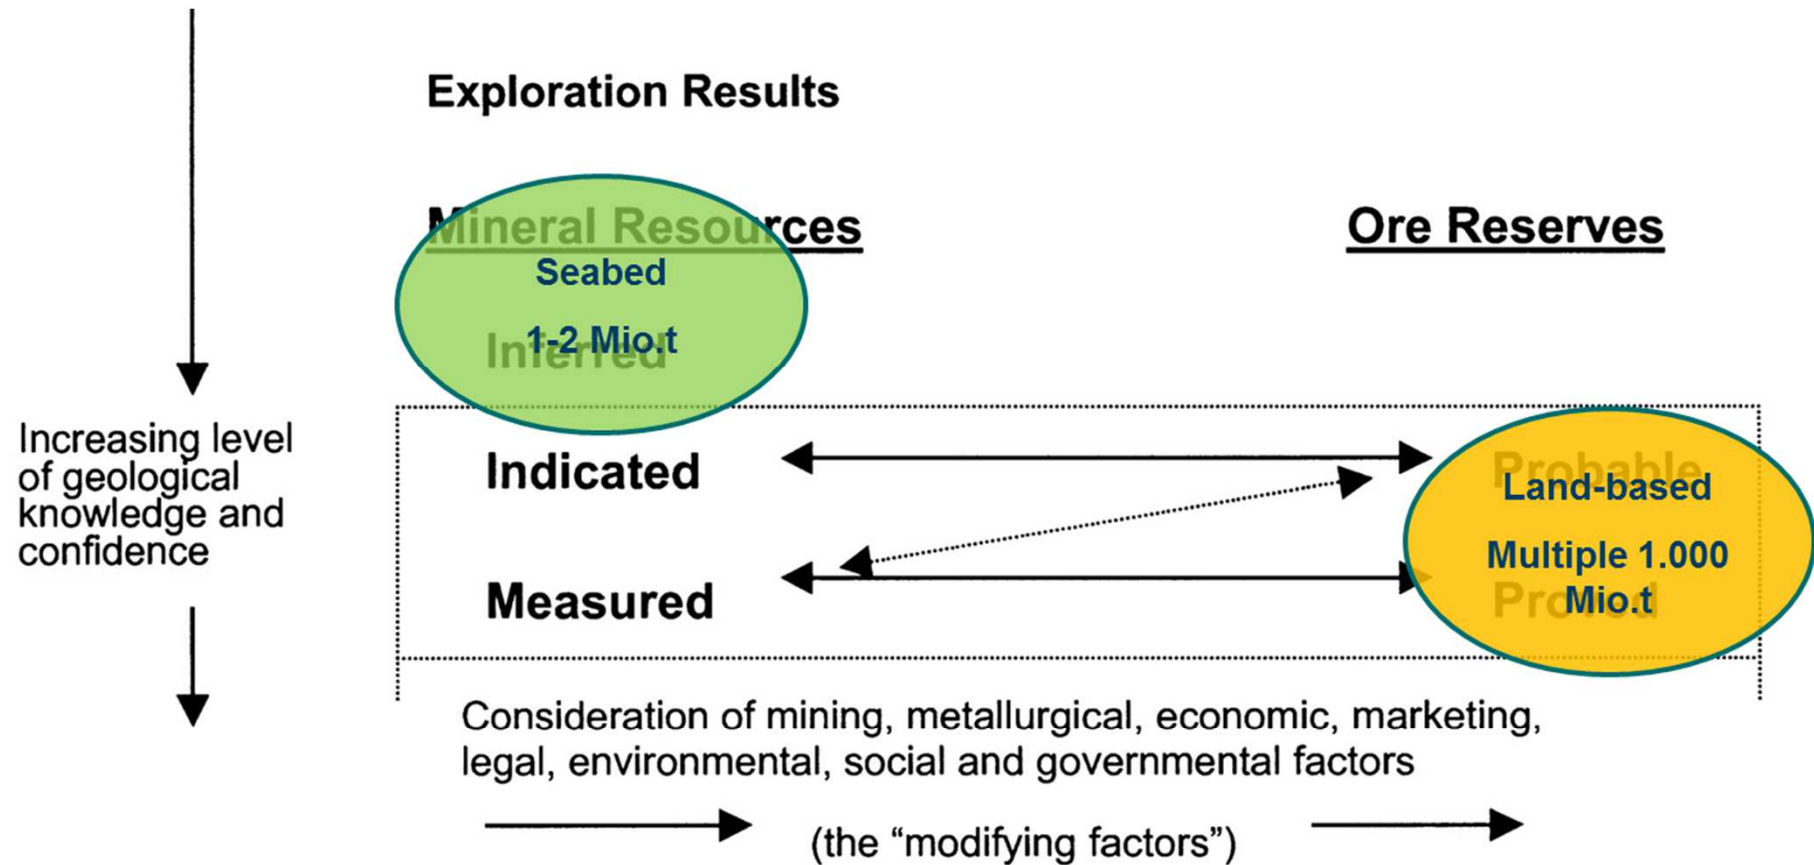 Exploration Results
Mineral Resources
Ore Reserves
Seabed
1-2 Mio.t
Inferred
Increasing level
of geological
knowledge and
confidence
Indicated
Probable
Land-based
Multiple 1.000
Mio.t
Measured
Proved
Consideration of mining, metallurgical, economic, marketing,
legal, environmental, social and governmental factors
(the “modifying factors”)